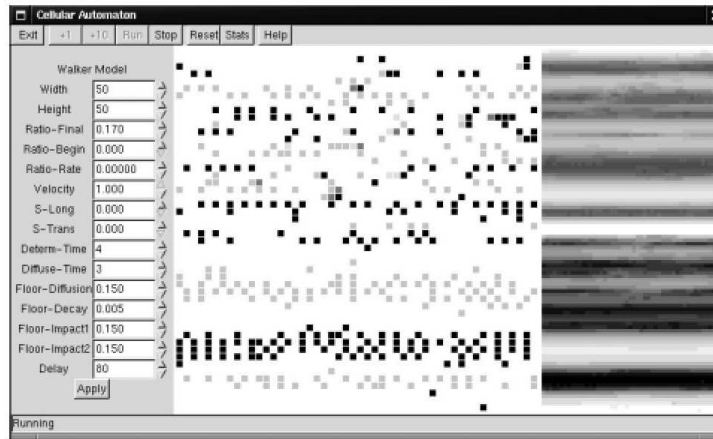 Cellular Automaton
Exit +1 +10 Run Stop Reset Stats Help
Walker Model
Width 50
Height 50
Ratio-Final 0.170
Ratio-Begin 0.000
Ratio-Rate 0.00000
Velocity 1.000
S-Long 0.000
S-Trans 0.000
Determ-Time 4
Diffuse-Time 3
Floor-Diffusion 0.150
Floor-Decay 0.005
Floor-Impact1 0.150
Floor-Impact2 0.150
Delay 80
Apply
Running